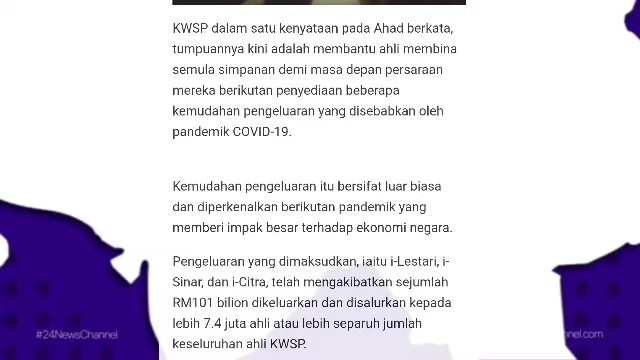 KWSP dalam satu kenyataan pada Ahad berkata,
tumpuannya kini adalah membantu ahli membina
semula simpanan demi masa depan persaraan
mereka berikutan penyediaan beberapa
kemudahan pengeluaran yang disebabkan oleh
pandemik COVID-19.
Kemudahan pengeluaran itu bersifat luar biasa
dan diperkenalkan berikutan pandemik yang
memberi impak besar terhadap ekonomi negara.
Pengeluaran yang dimaksudkan, iaitu i-Lestari, i-
Sinar, dan i-Citra, telah mengakibatkan sejumlah
RM101 bilion dikeluarkan dan disalurkan kepada
lebih 7.4 juta ahli atau lebih separuh jumlah
keseluruhan ahli KWSP.
#24NewsChannel
.com